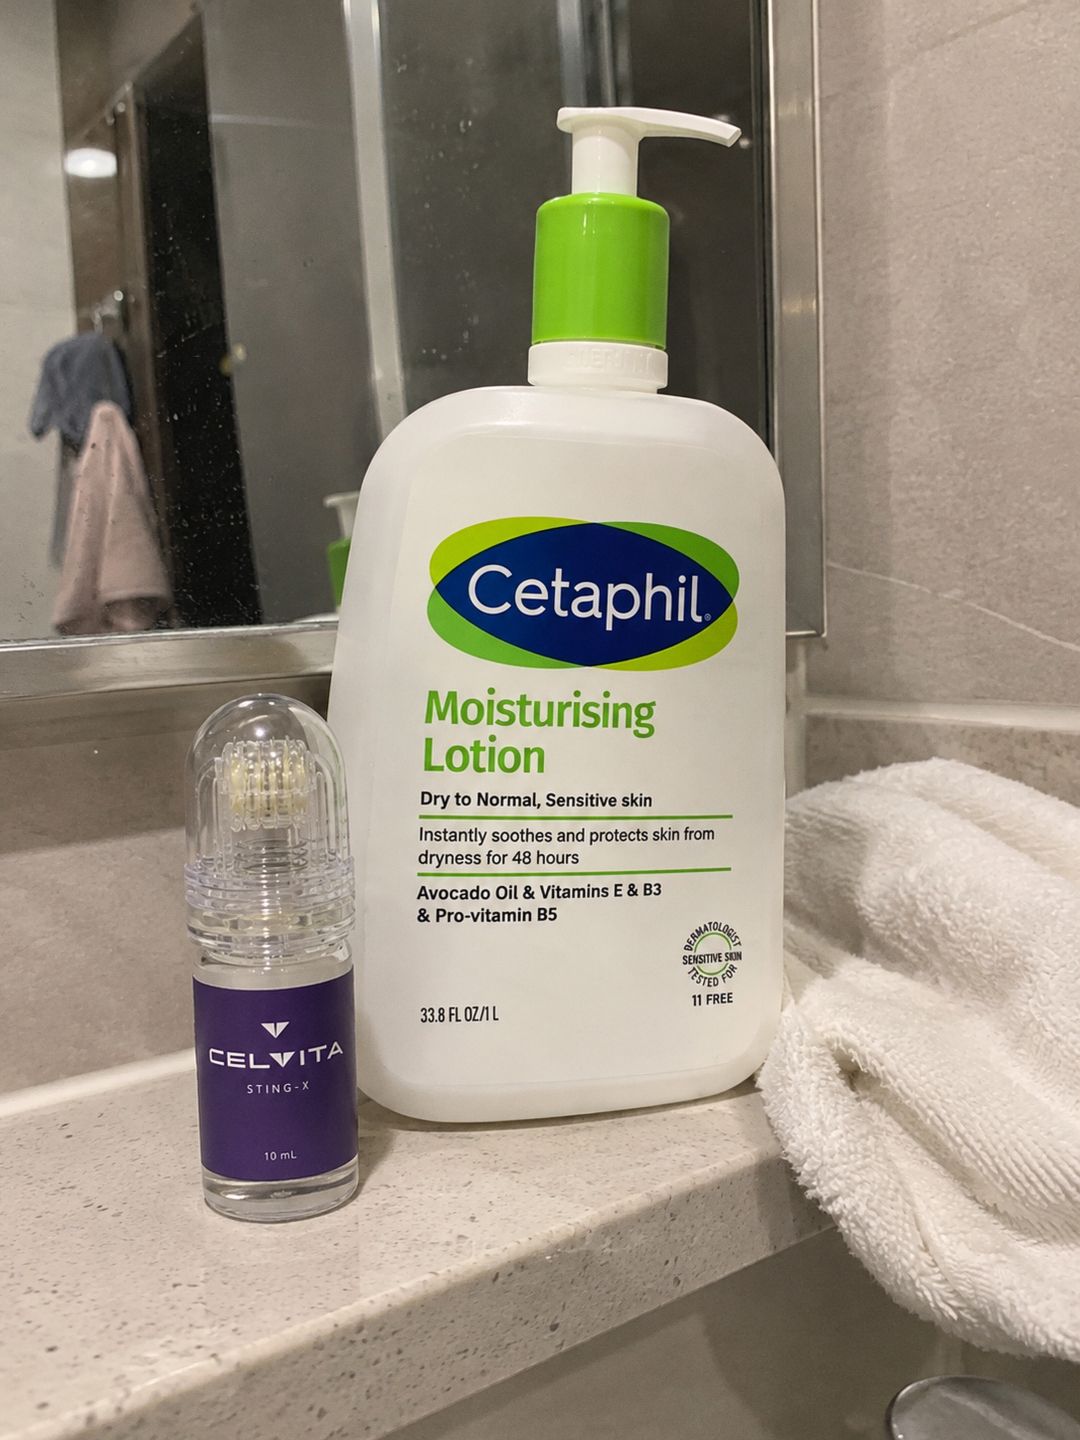 Cetaphil®
Moisturising
Lotion
Dry to Normal, Sensitive skin
Instantly soothes and protects skin from
dryness for 48 hours
Avocado Oil & Vitamins E & B3
& Pro-vitamin B5
DERMATOLOGIST
SENSITIVE SKIN
TESTED FOR
11 FREE
33.8 FL OZ/1 L
CELVITA
STING-X
10 mL